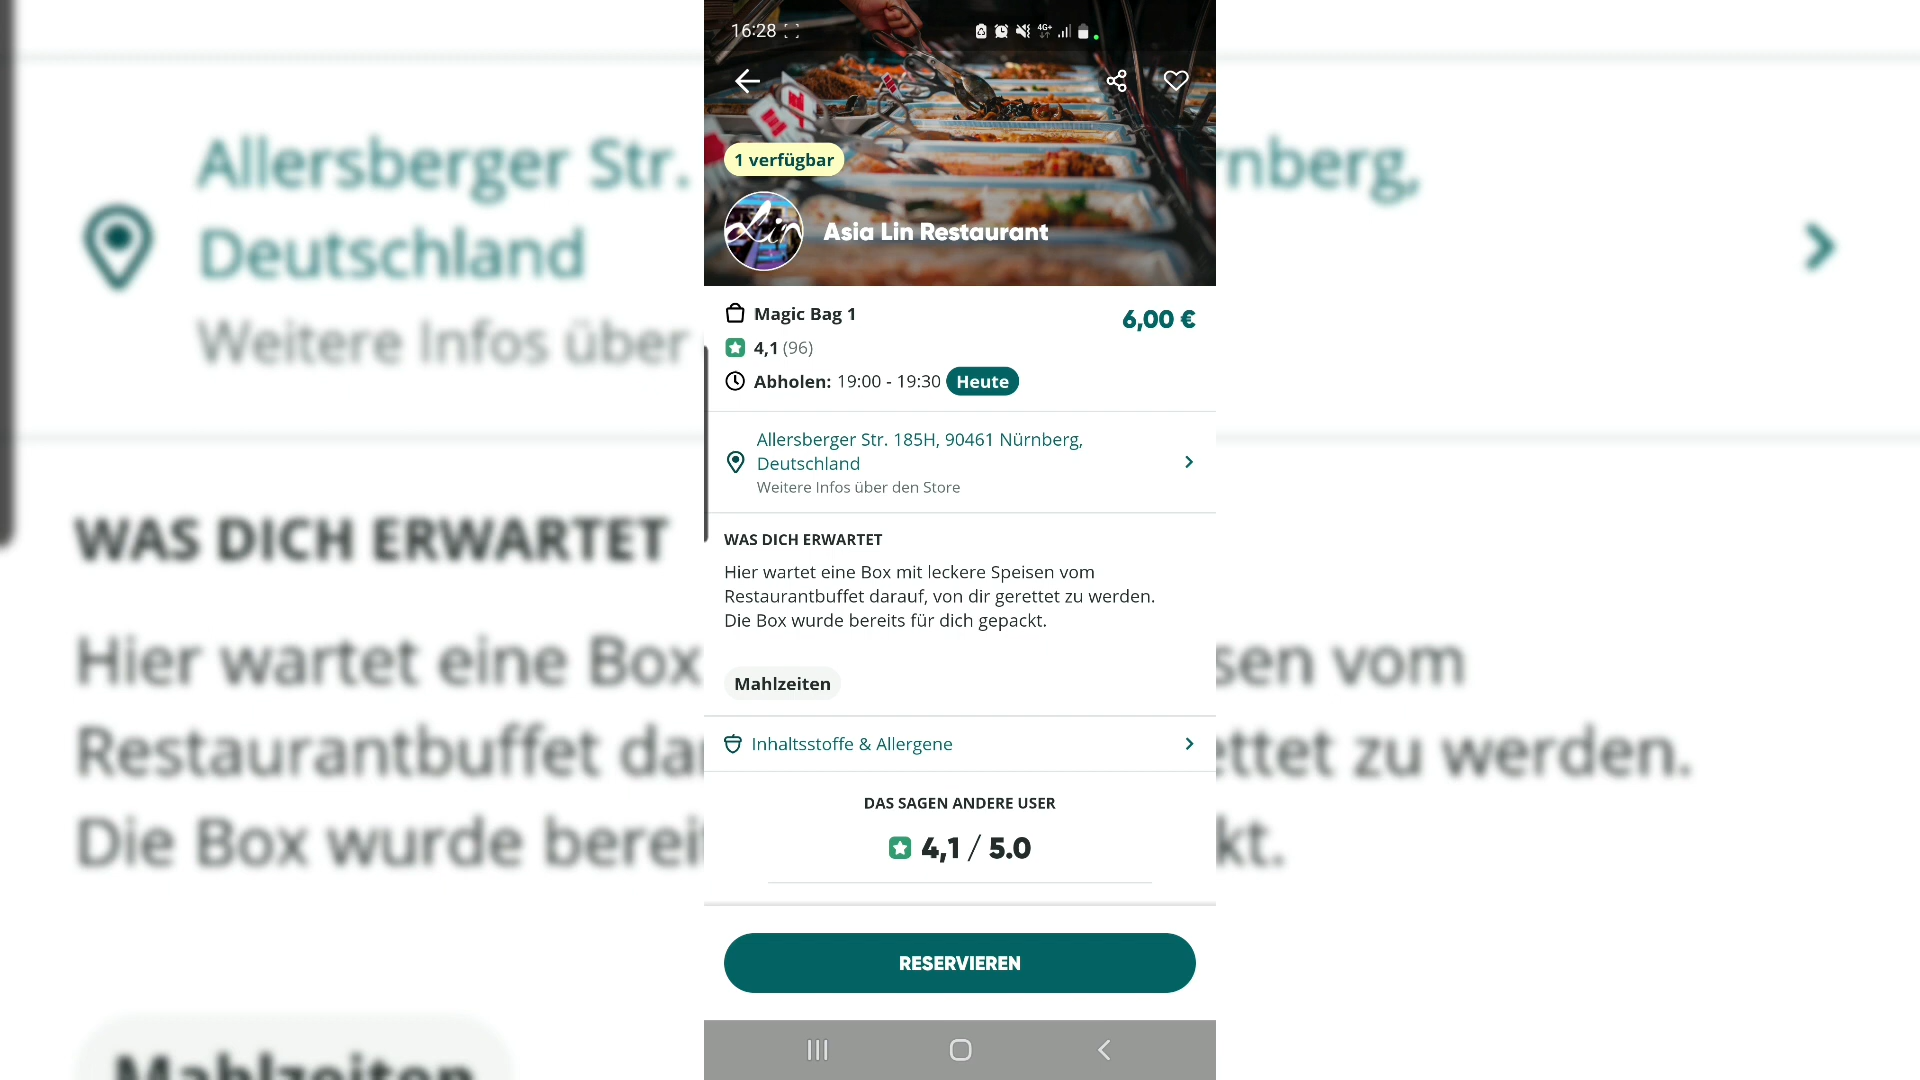 16:28
4G+
1 verfügbar
Lin
Asia Lin Restaurant
Magic Bag 1
6,00 €
4,1 (96)
Abholen: 19:00 - 19:30 Heute
Allersberger Str. 185H, 90461 Nürnberg,
Deutschland
Weitere Infos über den Store
WAS DICH ERWARTET
Hier wartet eine Box mit leckere Speisen vom
Restaurantbuffet darauf, von dir gerettet zu werden.
Die Box wurde bereits für dich gepackt.
Mahlzeiten
Inhaltsstoffe & Allergene
DAS SAGEN ANDERE USER
4,1 / 5.0
RESERVIEREN
Allersberger Str.
rnberg,
Deutschland
Weitere Infos über
WAS DICH ERWARTET
Hier wartet eine Box
sen vom
Restaurantbuffet da
ettet zu werden.
Die Box wurde berei
kt.
Mahlzeiten